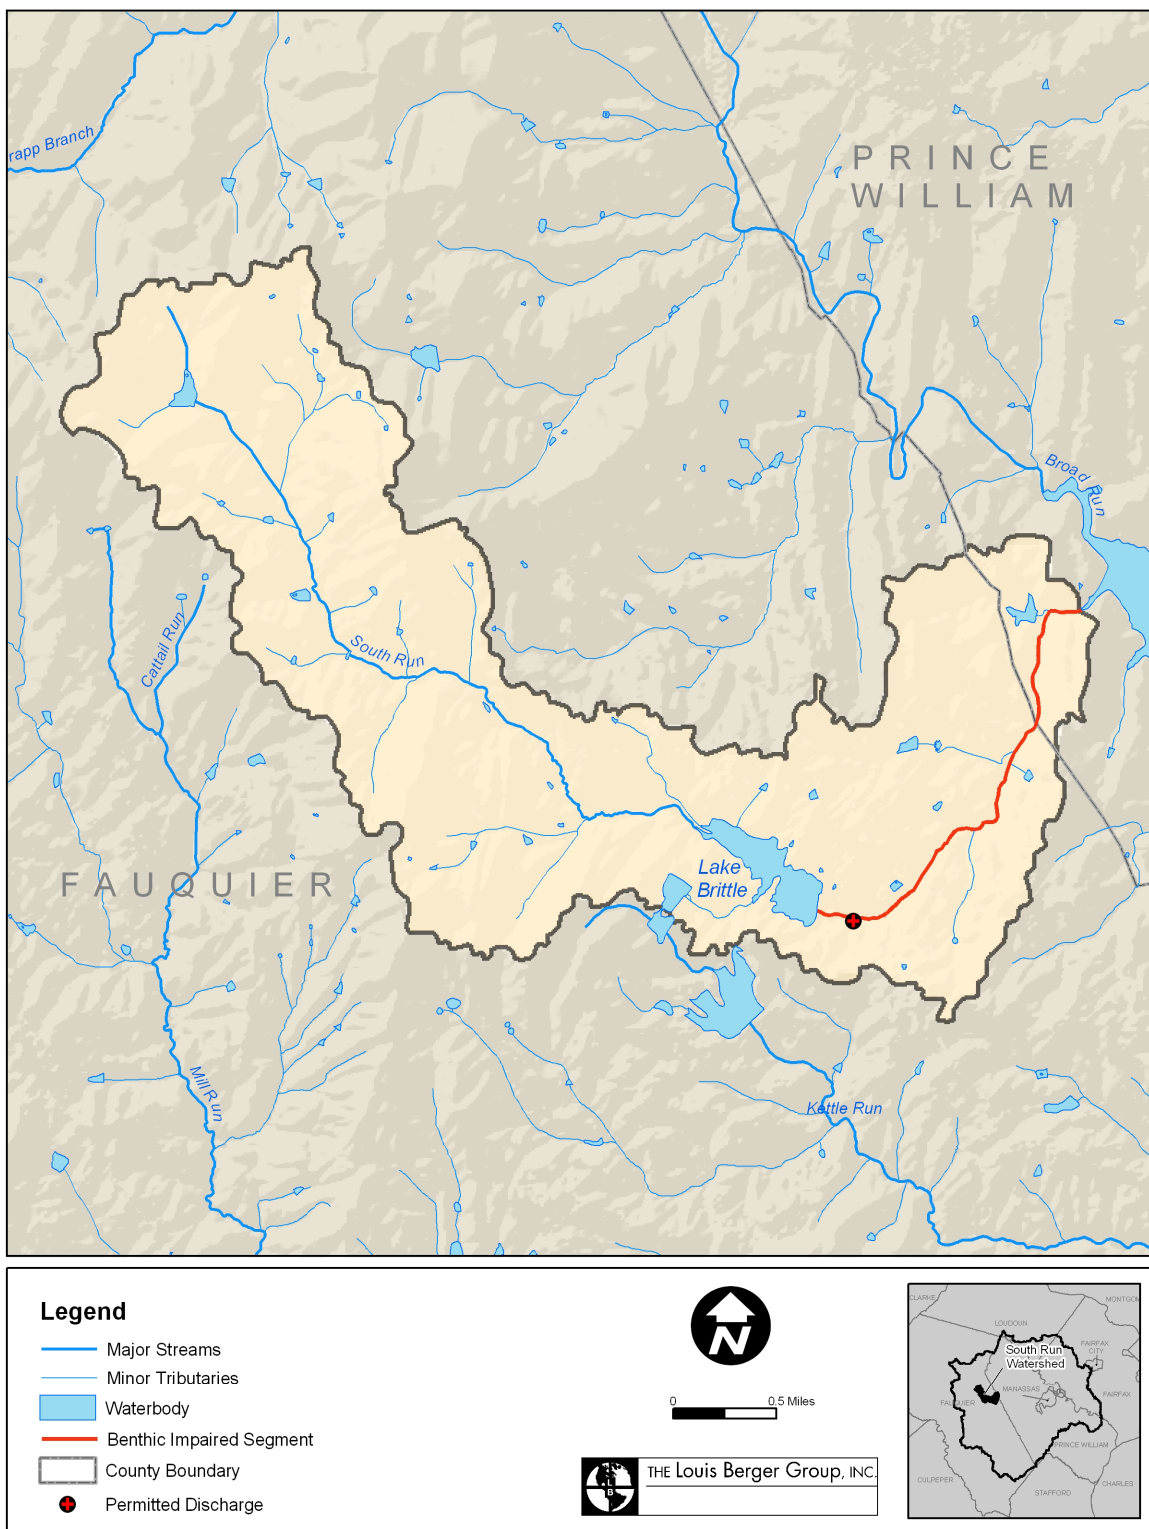 rapp Branch
PRINCE
WILLIAM
Broad Run
Cattail Run
South Run
FAUQUIER
Lake
Brittle
Mill Run
Kettle Run
Legend
Major Streams
Minor Tributaries
Waterbody
Benthic Impaired Segment
County Boundary
Permitted Discharge
N
0 0.5 Miles
THE Louis Berger Group, INC.
B
CLARKE
MONTGOM
LOUDOUN
FAIRFAX
CITY
South Run
Watershed
MANASSAS
FAIRFAX
FAUQUIER
PRINCE WILLIAM
CULPEPER
CHARLES
STAFFORD